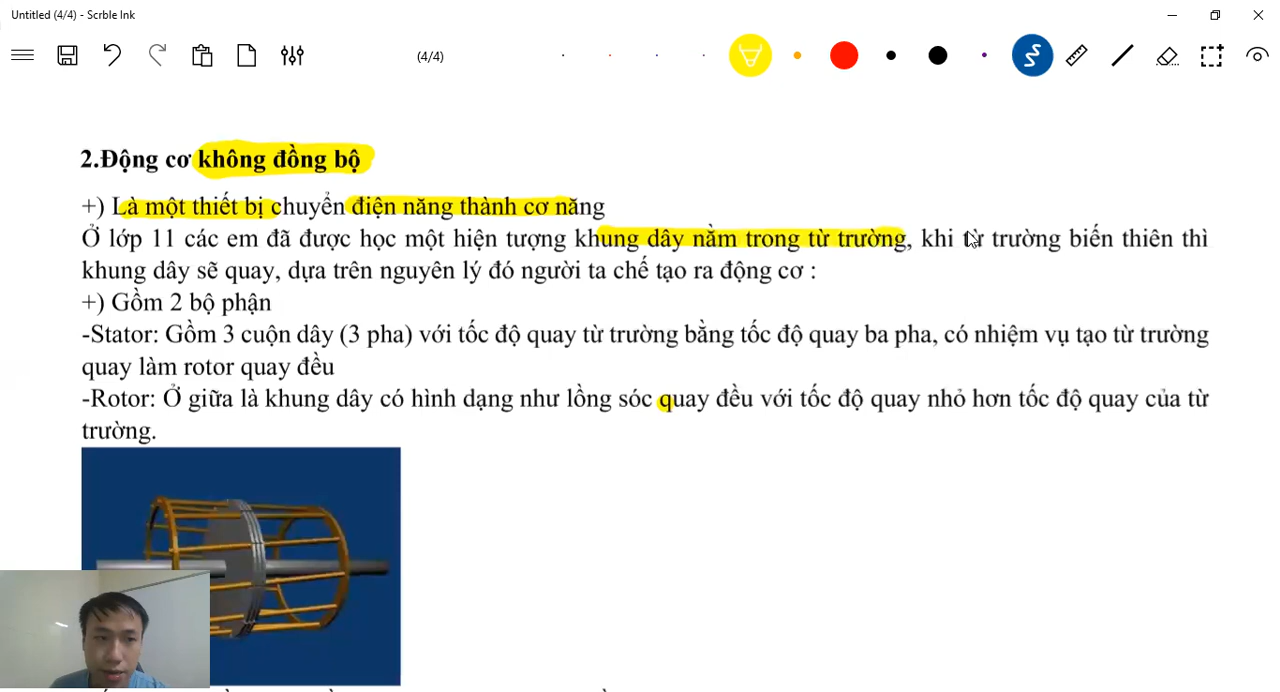 Untitled (4/4) - Scrble Ink
(4/4)
2.Động cơ không đồng bộ
+) Là một thiết bị chuyển điện năng thành cơ năng
Ở lớp 11 các em đã được học một hiện tượng khung dây nằm trong từ trường, khi từ trường biến thiên thì
khung dây sẽ quay, dựa trên nguyên lý đó người ta chế tạo ra động cơ :
+) Gồm 2 bộ phận
-Stator: Gồm 3 cuộn dây (3 pha) với tốc độ quay từ trường bằng tốc độ quay ba pha, có nhiệm vụ tạo từ trường
quay làm rotor quay đều
-Rotor: Ở giữa là khung dây có hình dạng như lồng sóc quay đều với tốc độ quay nhỏ hơn tốc độ quay của từ
trường.